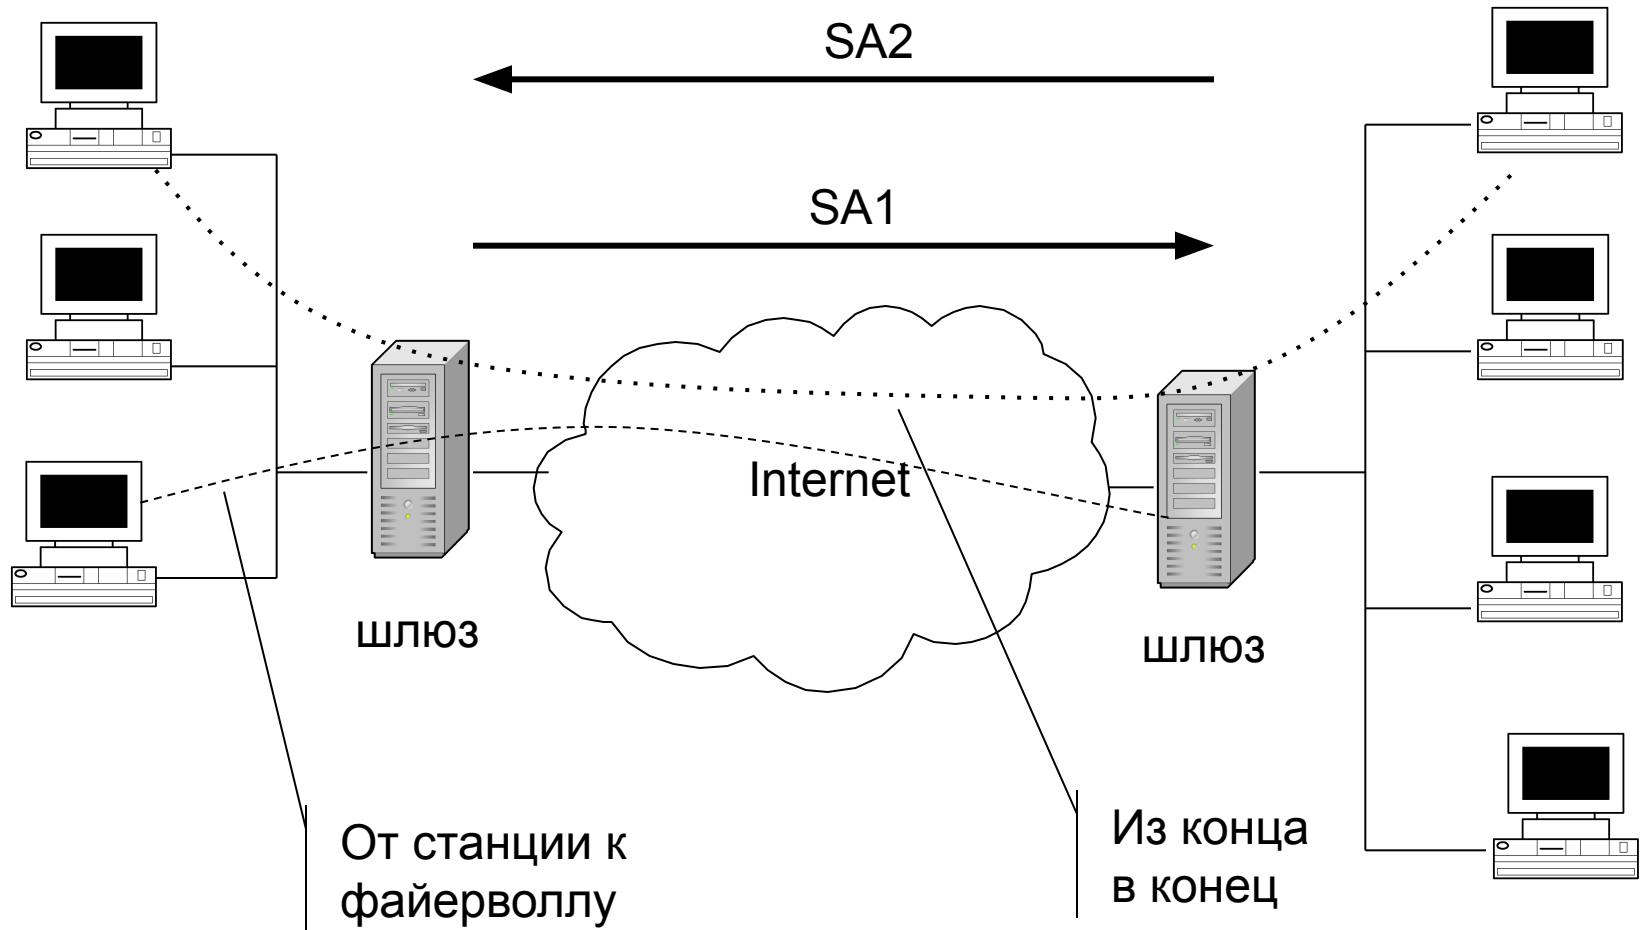 SA2
SA1
Internet
шлюз
шлюз
От станции к
файерволлу
Из конца
в конец